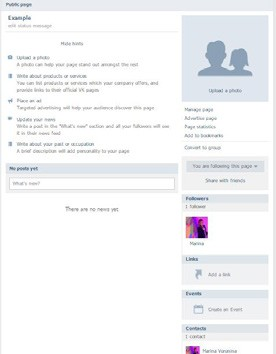 Public page
Example
edit status message
More hints
Upload a photo
A photo can help your page stand out amongst the rest
Write about products or services
You can list products or services which your company offers, and
provide links to their official VK pages
Place an ad
Targeted advertising will help your audience discover this page.
Update your news
Write a post in the "What's new" section and all your followers will see
it in their news feed
Write about your paid or occupation
A brief description will add personality to your page
No posts yet
What's new?
There are no news yet.
Upload a photo
Manage page
Advertise page
Page statistics
Add to bookmarks
Convert to group
You are following this page
Share with friends
Followers
1 follower
Marina
Links
Add a link
Events
Create an Event
Contacts
1 contact
Marina Voronina